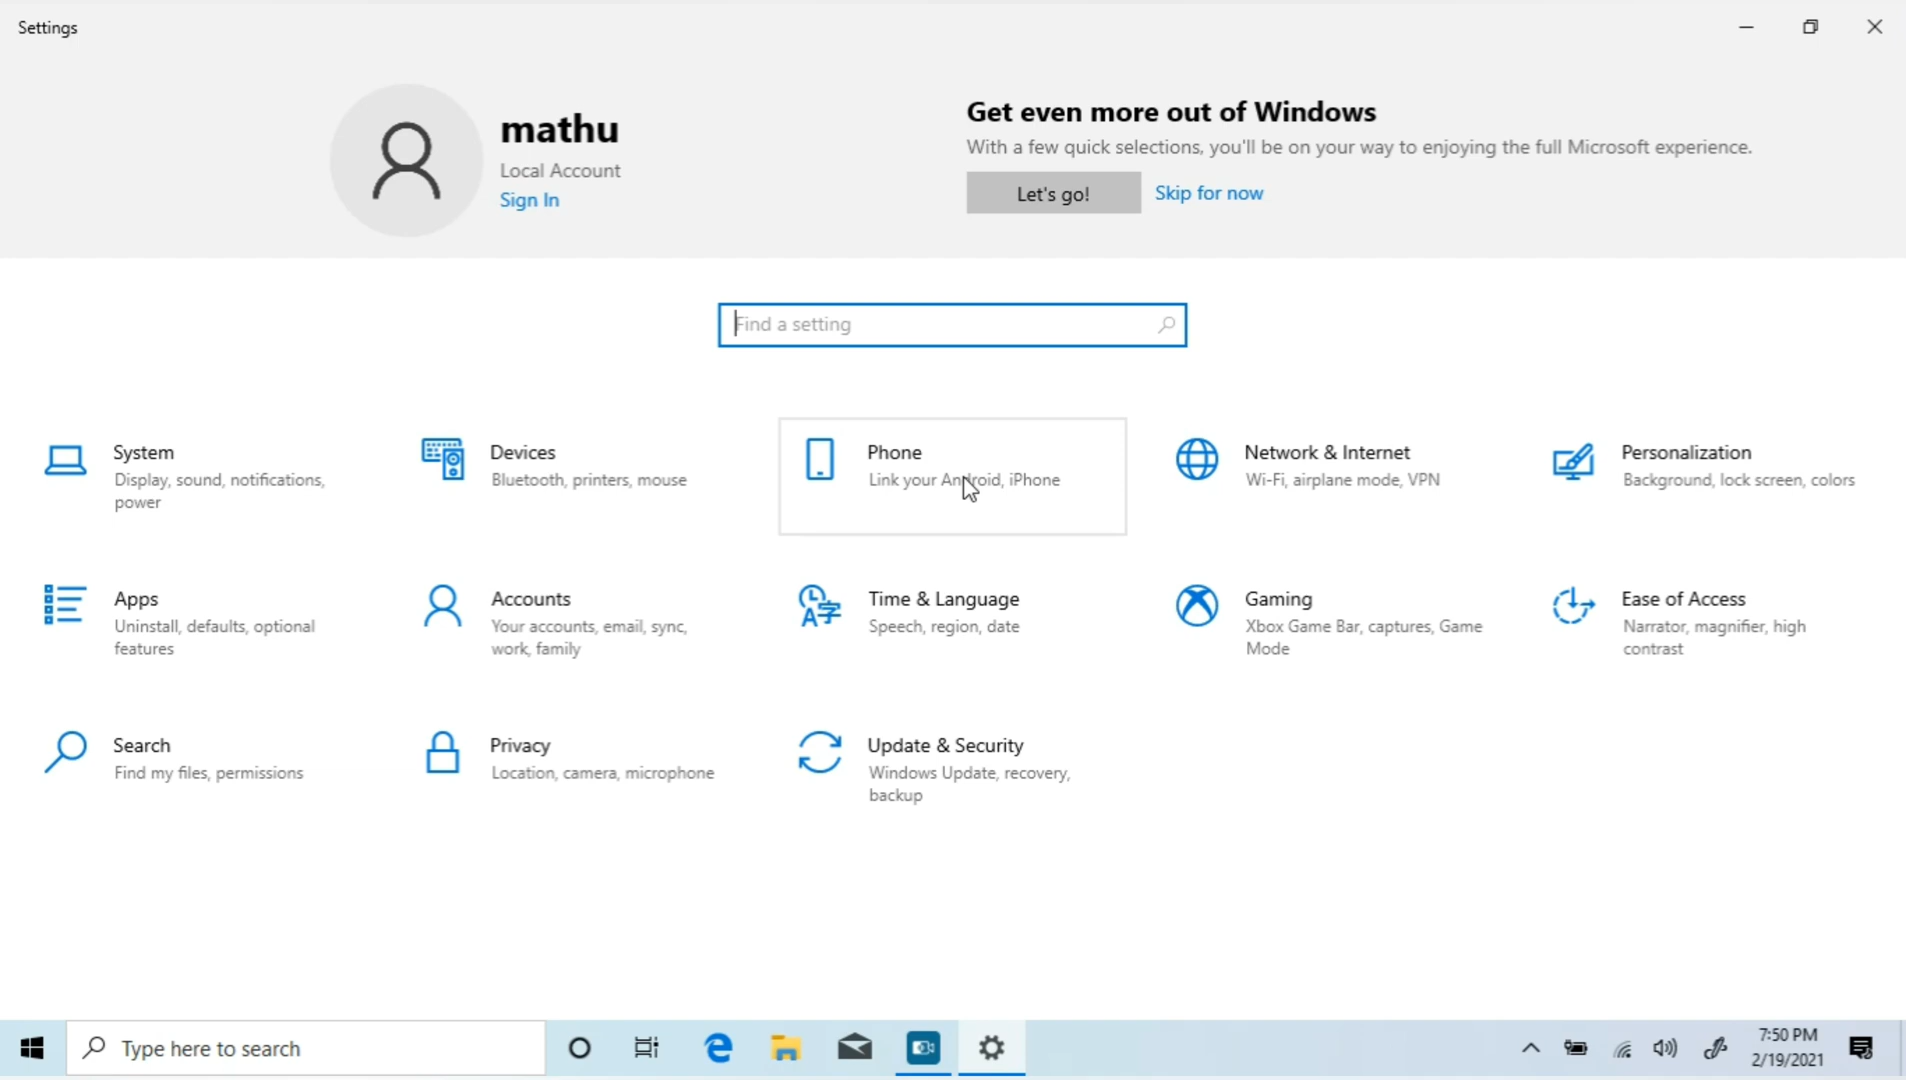 Settings
mathu
Local Account
Sign In
Get even more out of Windows
With a few quick selections, you'll be on your way to enjoying the full Microsoft experience.
Let's go!
Skip for now
Find a setting
System
Display, sound, notifications,
power
Devices
Bluetooth, printers, mouse
Phone
Link your Android, iPhone
Network & Internet
Wi-Fi, airplane mode, VPN
Personalization
Background, lock screen, colors
Apps
Uninstall, defaults, optional
features
Accounts
Your accounts, email, sync,
work, family
Time & Language
Speech, region, date
Gaming
Xbox Game Bar, captures, Game
Mode
Ease of Access
Narrator, magnifier, high
contrast
Search
Find my files, permissions
Privacy
Location, camera, microphone
Update & Security
Windows Update, recovery,
backup
Type here to search
7:50 PM
2/19/2021